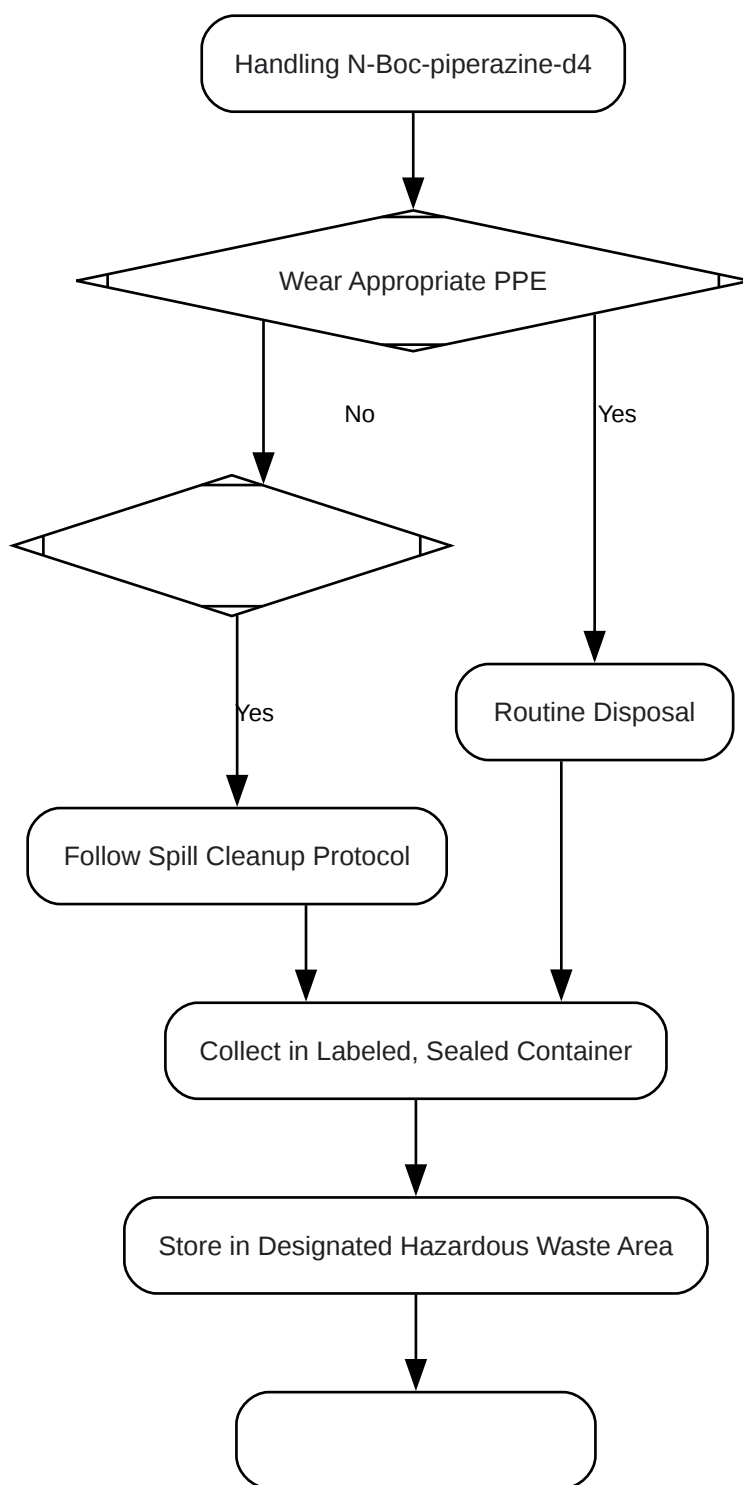 Handling N-Boc-piperazine-d4
Wear Appropriate PPE
No
Yes
Routine Disposal
Yes
Follow Spill Cleanup Protocol
Collect in Labeled, Sealed Container
Store in Designated Hazardous Waste Area